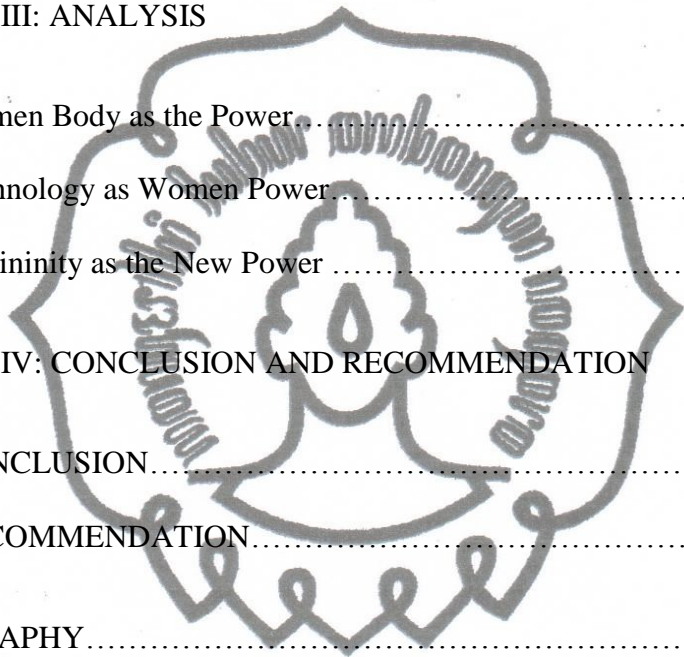 III: ANALYSIS
men Body as the Power…………………………………
hnology as Women Power………………………………
ininity as the New Power ………………………………
IV: CONCLUSION AND RECOMMENDATION
NCLUSION………………………………………………
COMMENDATION………………………………………
APHY……………………………………………………